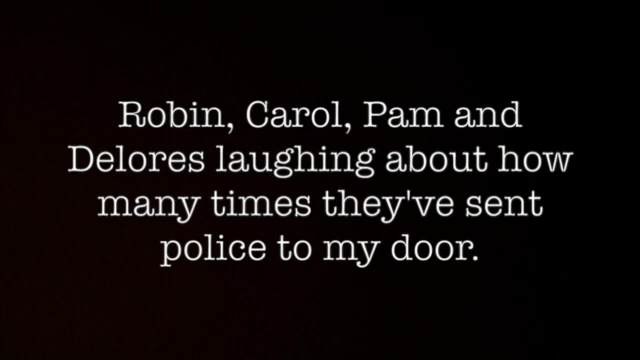 Robin, Carol, Pam and
Delores laughing about how
many times they've sent
police to my door.